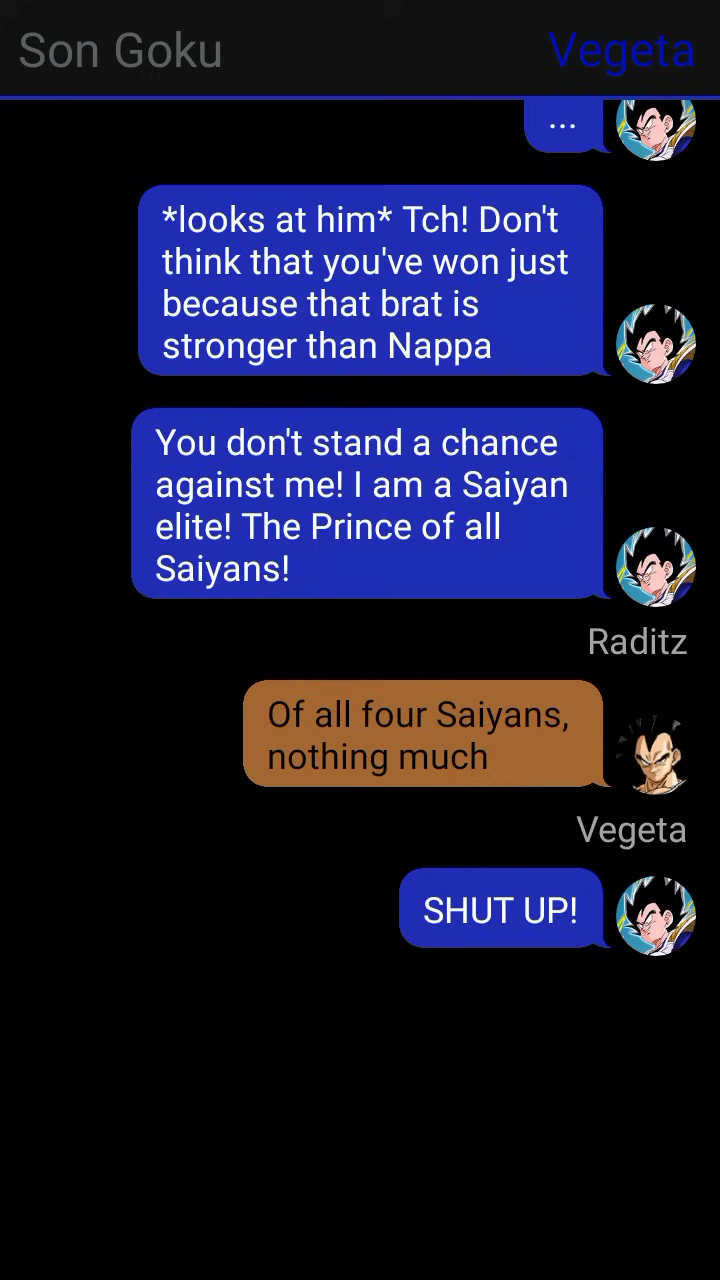 Son Goku
Vegeta
...
*looks at him* Tch! Don't
think that you've won just
because that brat is
stronger than Nappa
You don't stand a chance
against me! I am a Saiyan
elite! The Prince of all
Saiyans!
Raditz
Of all four Saiyans,
nothing much
Vegeta
SHUT UP!